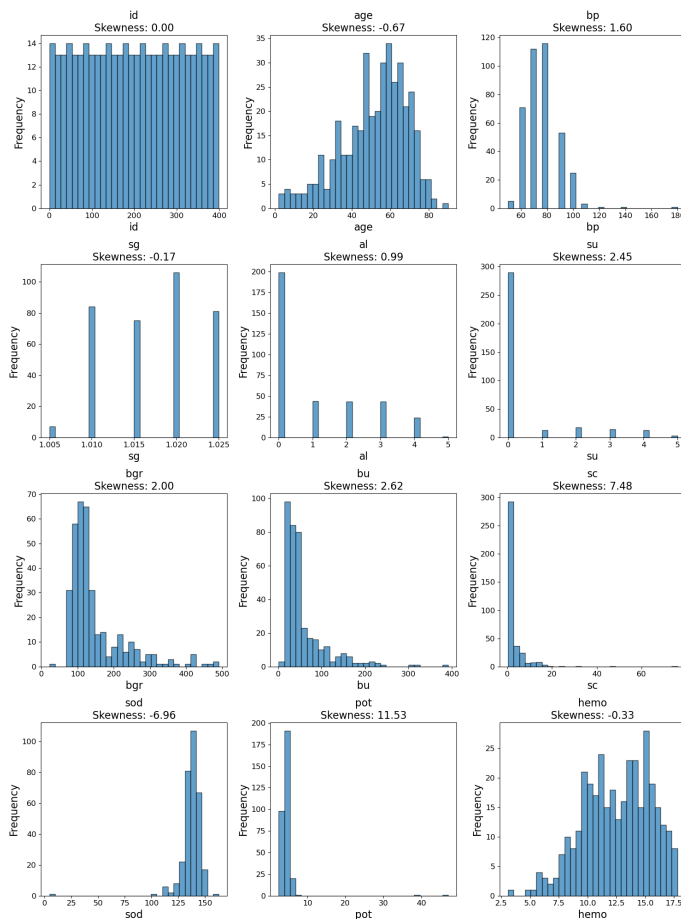 id
Skewness: 0.00
Frequency
14
12
10
8
6
4
2
0
0 100 200 300 400
id
age
Skewness: -0.67
Frequency
35
30
25
20
15
10
5
0
0 20 40 60 80
age
bp
Skewness: 1.60
Frequency
120
100
80
60
40
20
0
60 80 100 120 140 160 180
bp
sg
Skewness: -0.17
Frequency
100
80
60
40
20
0
1.005 1.010 1.015 1.020 1.025
sg
al
Skewness: 0.99
Frequency
200
175
150
125
100
75
50
25
0
0 1 2 3 4 5
al
su
Skewness: 2.45
Frequency
300
250
200
150
100
50
0
0 1 2 3 4 5
su
bgr
Skewness: 2.00
Frequency
70
60
50
40
30
20
10
0
0 100 200 300 400 500
bgr
bu
Skewness: 2.62
Frequency
100
80
60
40
20
0
0 100 200 300 400
bu
sc
Skewness: 7.48
Frequency
300
250
200
150
100
50
0
0 20 40 60
sc
sod
Skewness: -6.96
Frequency
100
80
60
40
20
0
0 25 50 75 100 125 150
sod
pot
Skewness: 11.53
Frequency
200
175
150
125
100
75
50
25
0
10 20 30 40
pot
hemo
Skewness: -0.33
Frequency
25
20
15
10
5
0
2.5 5.0 7.5 10.0 12.5 15.0 17.5
hemo